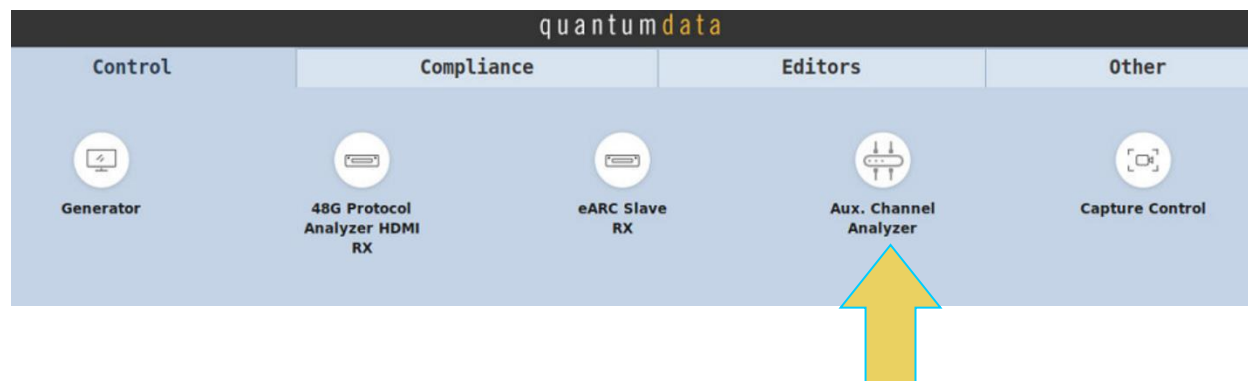 quantumdata
Control
Compliance
Editors
Other
Generator
48G Protocol
Analyzer HDMI
RX
eARC Slave
RX
Aux. Channel
Analyzer
Capture Control